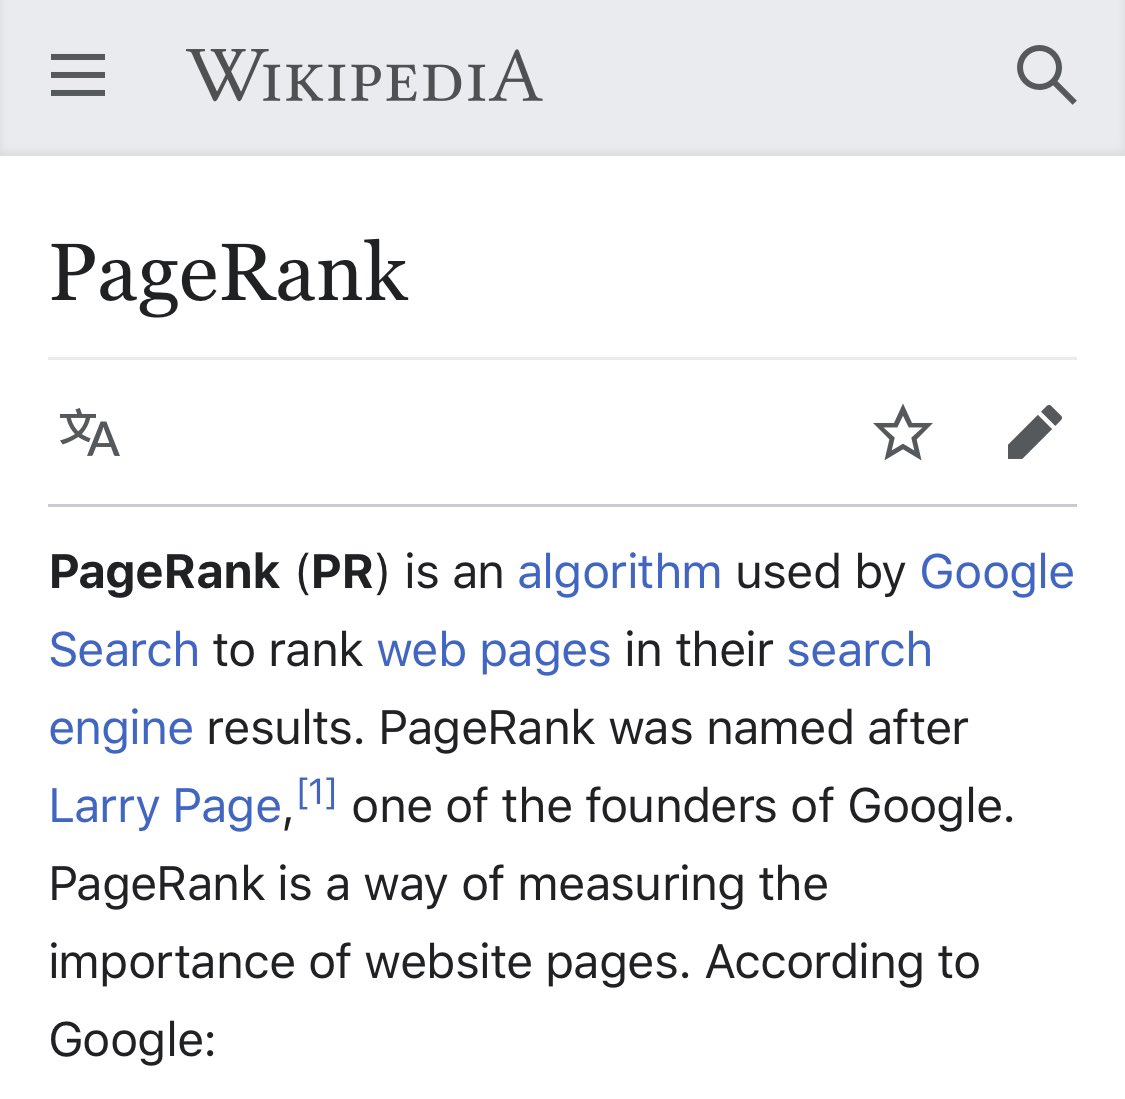 WIKIPEDIA
PageRank
文A
PageRank (PR) is an algorithm used by Google
Search to rank web pages in their search
engine results. PageRank was named after
Larry Page,[1] one of the founders of Google.
PageRank is a way of measuring the
importance of website pages. According to
Google: